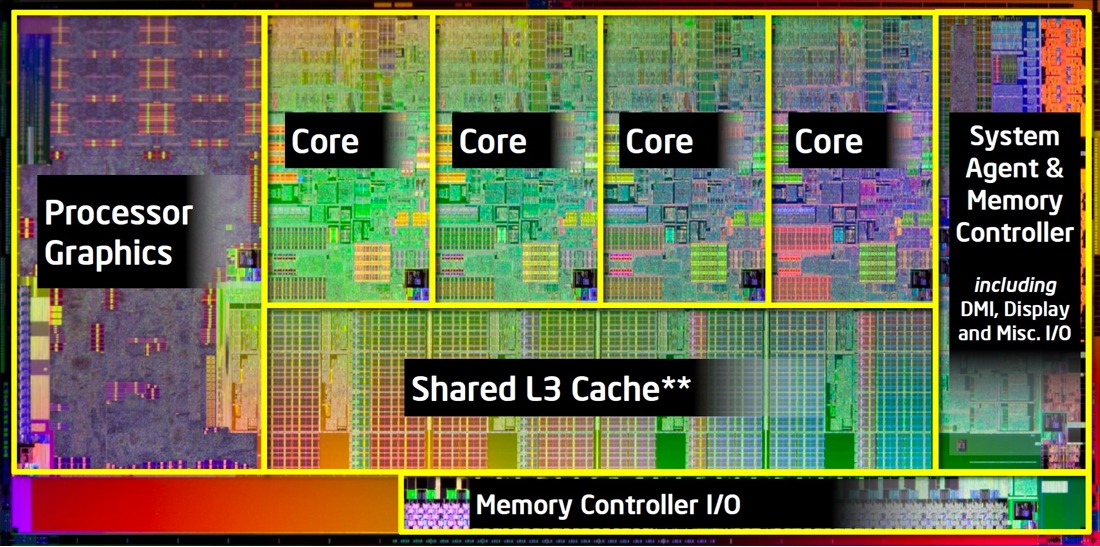 Processor
Graphics
Core
Core
Core
Core
System
Agent &
Memory
Controller
including
DMI, Display
and Misc. I/O
Shared L3 Cache**
Memory Controller I/O